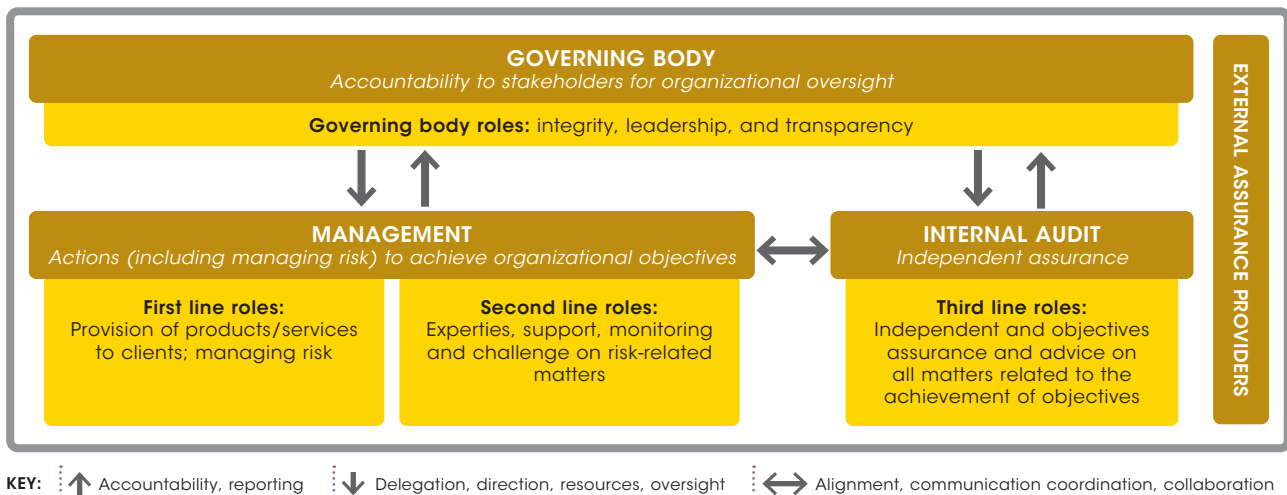 GOVERNING BODY
Accountability to stakeholders for organizational oversight
Governing body roles: integrity, leadership, and transparency
MANAGEMENT
Actions (including managing risk) to achieve organizational objectives
First line roles:
Provision of products/services
to clients; managing risk
Second line roles:
Experties, support, monitoring
and challenge on risk-related
matters
INTERNAL AUDIT
Independent assurance
Third line roles:
Independent and objectives
assurance and advice on
all matters related to the
achievement of objectives
EXTERNAL ASSURANCE PROVIDERS
KEY: Accountability, reporting Delegation, direction, resources, oversight Alignment, communication coordination, collaboration